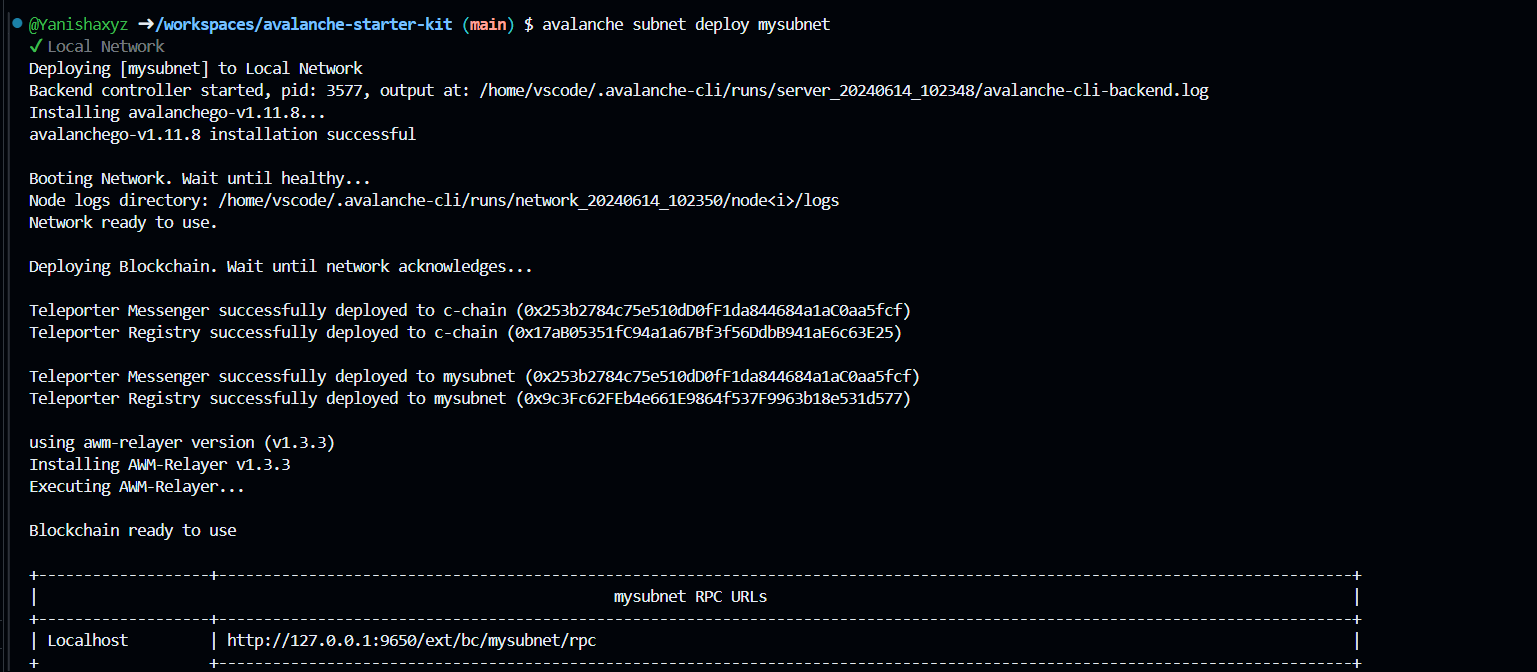 @Yanishaxyz ➜/workspaces/avalanche-starter-kit (main) $ avalanche subnet deploy mysubnet
✓ Local Network
Deploying [mysubnet] to Local Network
Backend controller started, pid: 3577, output at: /home/vscode/.avalanche-cli/runs/server_20240614_102348/avalanche-cli-backend.log
Installing avalanchego-v1.11.8...
avalanchego-v1.11.8 installation successful
Booting Network. Wait until healthy...
Node logs directory: /home/vscode/.avalanche-cli/runs/network_20240614_102350/node<i>/logs
Network ready to use.
Deploying Blockchain. Wait until network acknowledges...
Teleporter Messenger successfully deployed to c-chain (0x253b2784c75e510dD0fF1da844684a1aC0aa5fcf)
Teleporter Registry successfully deployed to c-chain (0x17aB05351fC94a1a67Bf3f56DdbB941aE6c63E25)
Teleporter Messenger successfully deployed to mysubnet (0x253b2784c75e510dD0fF1da844684a1aC0aa5fcf)
Teleporter Registry successfully deployed to mysubnet (0x9c3Fc62FEb4e661E9864f537F9963b18e531d577)
using awm-relayer version (v1.3.3)
Installing AWM-Relayer v1.3.3
Executing AWM-Relayer...
Blockchain ready to use
mysubnet RPC URLs
Localhost | http://127.0.0.1:9650/ext/bc/mysubnet/rpc